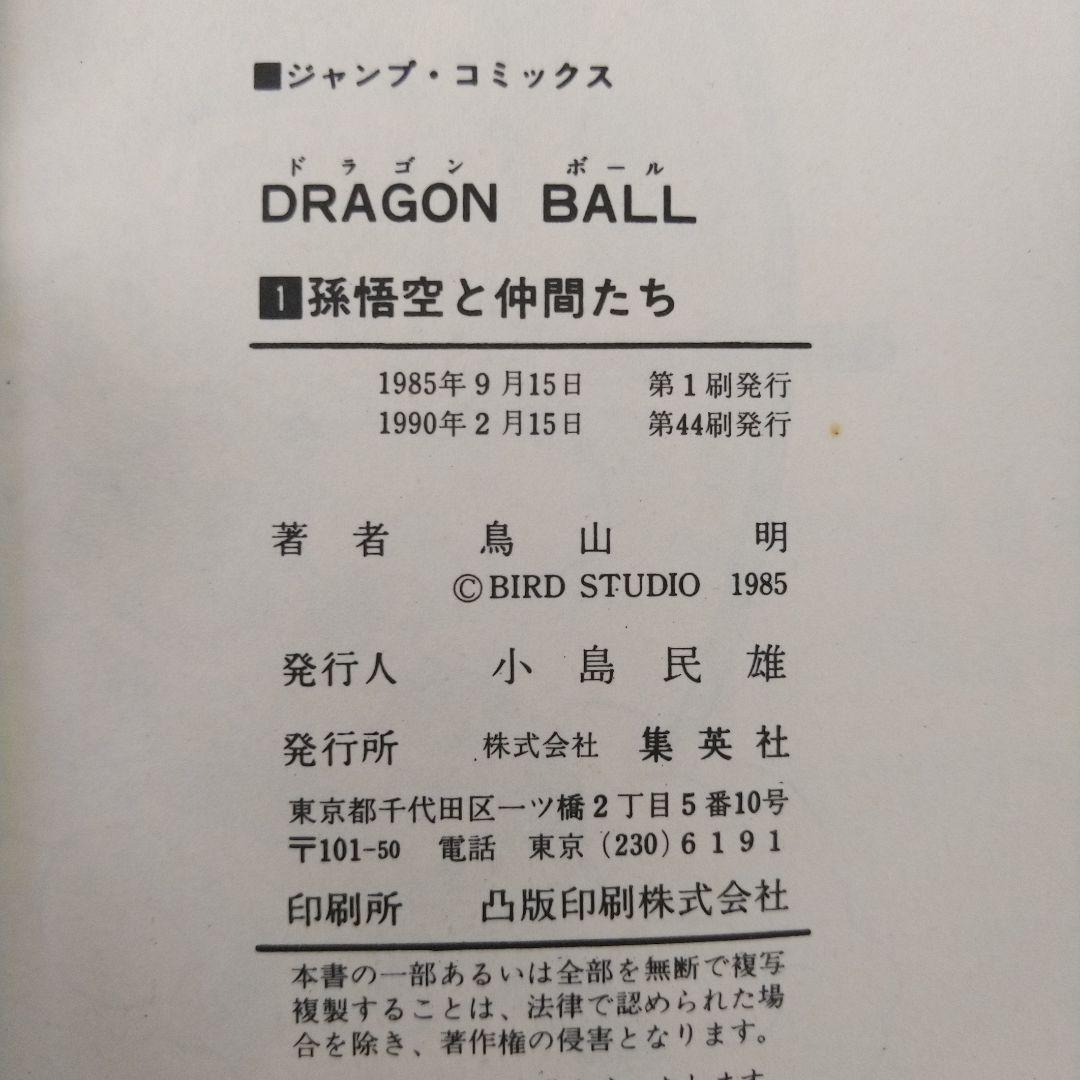 ■ジャンプ・コミックス
ドラゴン ボール
DRAGON BALL
1孫悟空と仲間たち
1985年9月15日 第1刷発行
1990年2月15日 第44刷発行
著者 鳥山明
©BIRD STUDIO 1985
発行人 小島民雄
発行所 株式会社 集英社
東京都千代田区一ツ橋2丁目5番10号
〒101-50 電話 東京(230)6191
印刷所 凸版印刷株式会社
本書の一部あるいは全部を無断で複写
複製することは、法律で認められた場
合を除き、著作権の侵害となります。